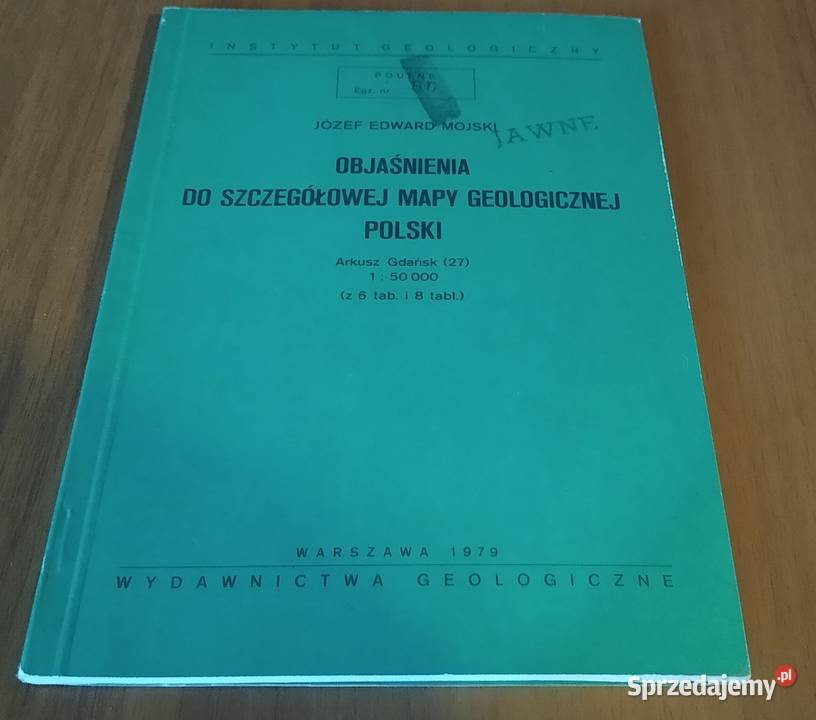 INSTYTUT GEOLOGICZNY
POUFNE
Egz. nr
JÓZEF EDWARD MOJSKI
JAWNE
OBJAŚNIENIA
DO SZCZEGÓŁOWEJ MAPY GEOLOGICZNEJ
POLSKI
Arkusz Gdańsk (27)
1 : 50 000
(z 6 tab. i 8 tabl.)
WARSZAWA 1979
WYDAWNICTWA GEOLOGICZNE
Sprzedajemy.pl